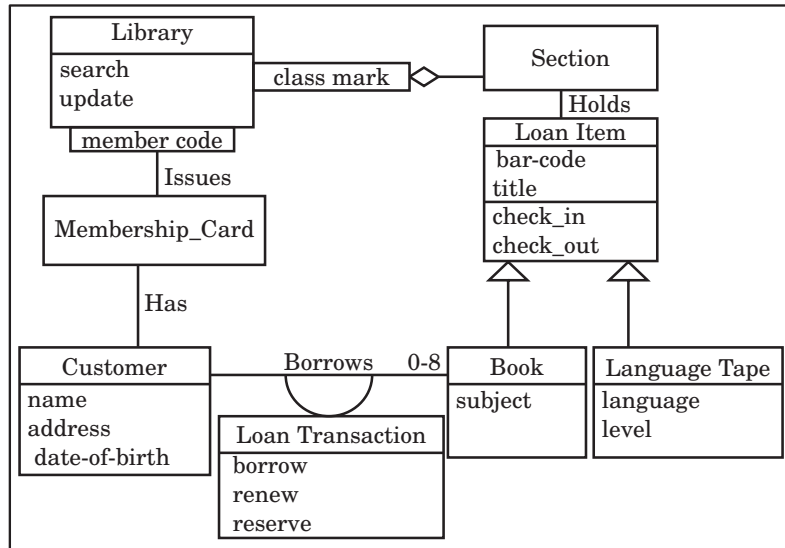 Library
search
update
class mark
member code
Section
Holds
Loan Item
bar-code
title
check_in
check_out
Issues
Membership_Card
Has
Customer
name
address
date-of-birth
Borrows
0-8
Loan Transaction
borrow
renew
reserve
Book
subject
Language Tape
language
level